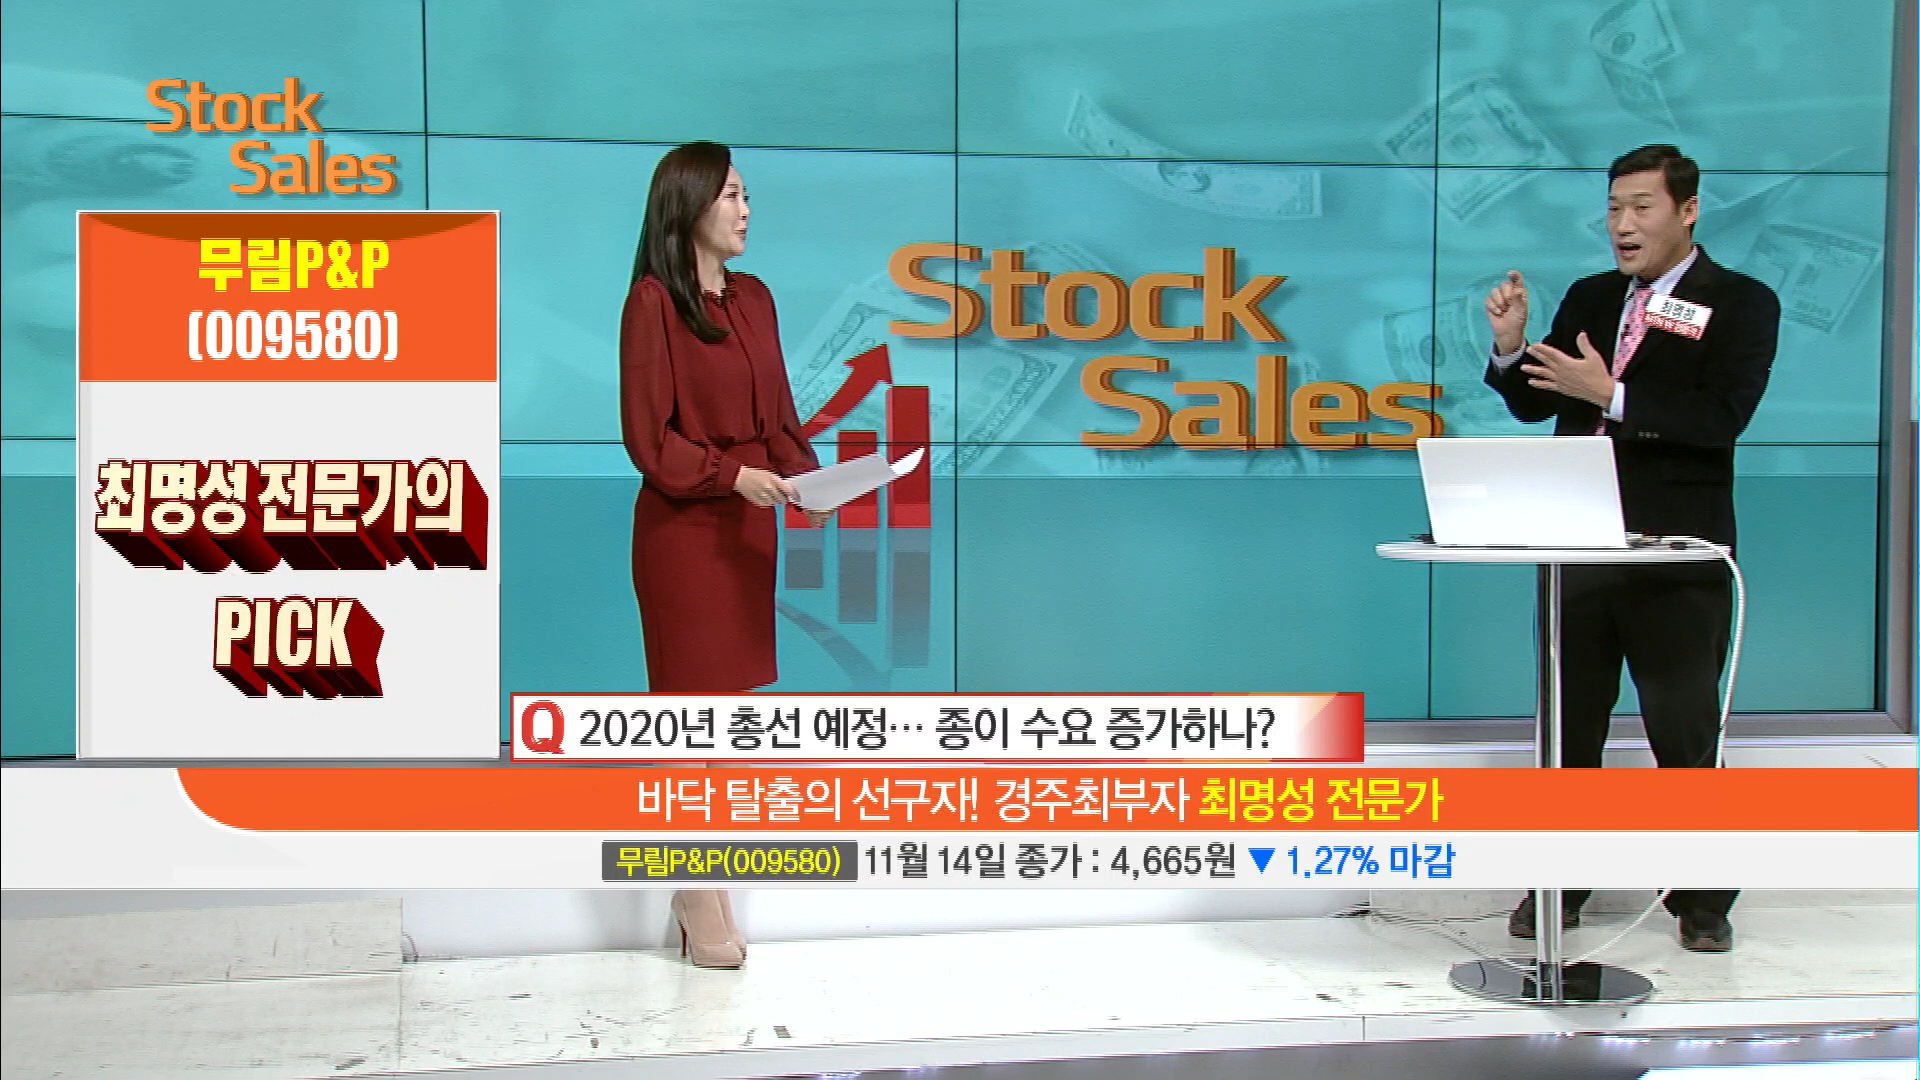 Stock
Sales
무림P&P
(009580)
최명성 전문가의
PICK
Stock
Sales
최명성
Q 2020년 총선 예정… 종이 수요 증가하나?
바닥 탈출의 선구자! 경주최부자 최명성 전문가
무림P&P(009580) 11월 14일 종가 : 4,665원 ▼ 1.27% 마감